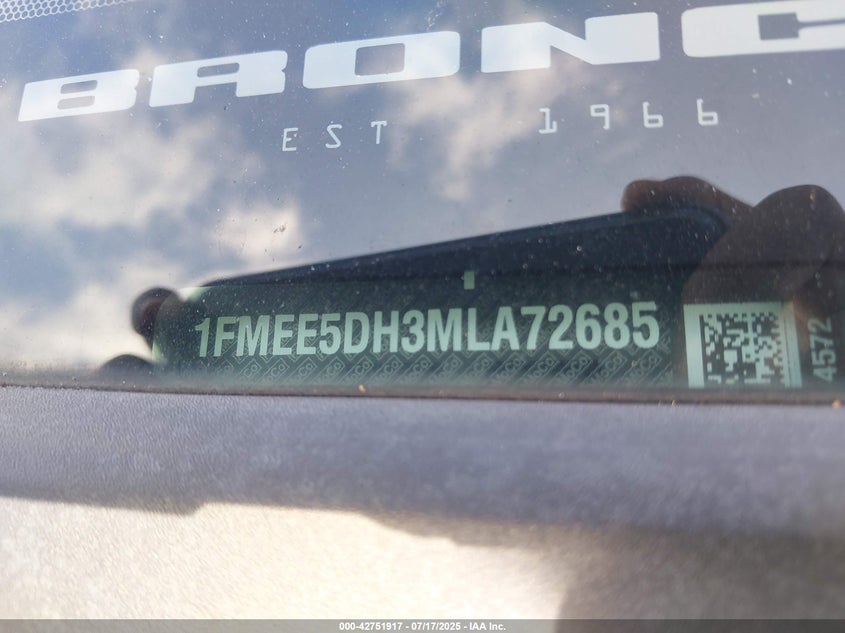 BRONC
EST 1966
1FMEE5DH3MLA72685
4572
000-42751917 - 07/17/2025 - IAA Inc.